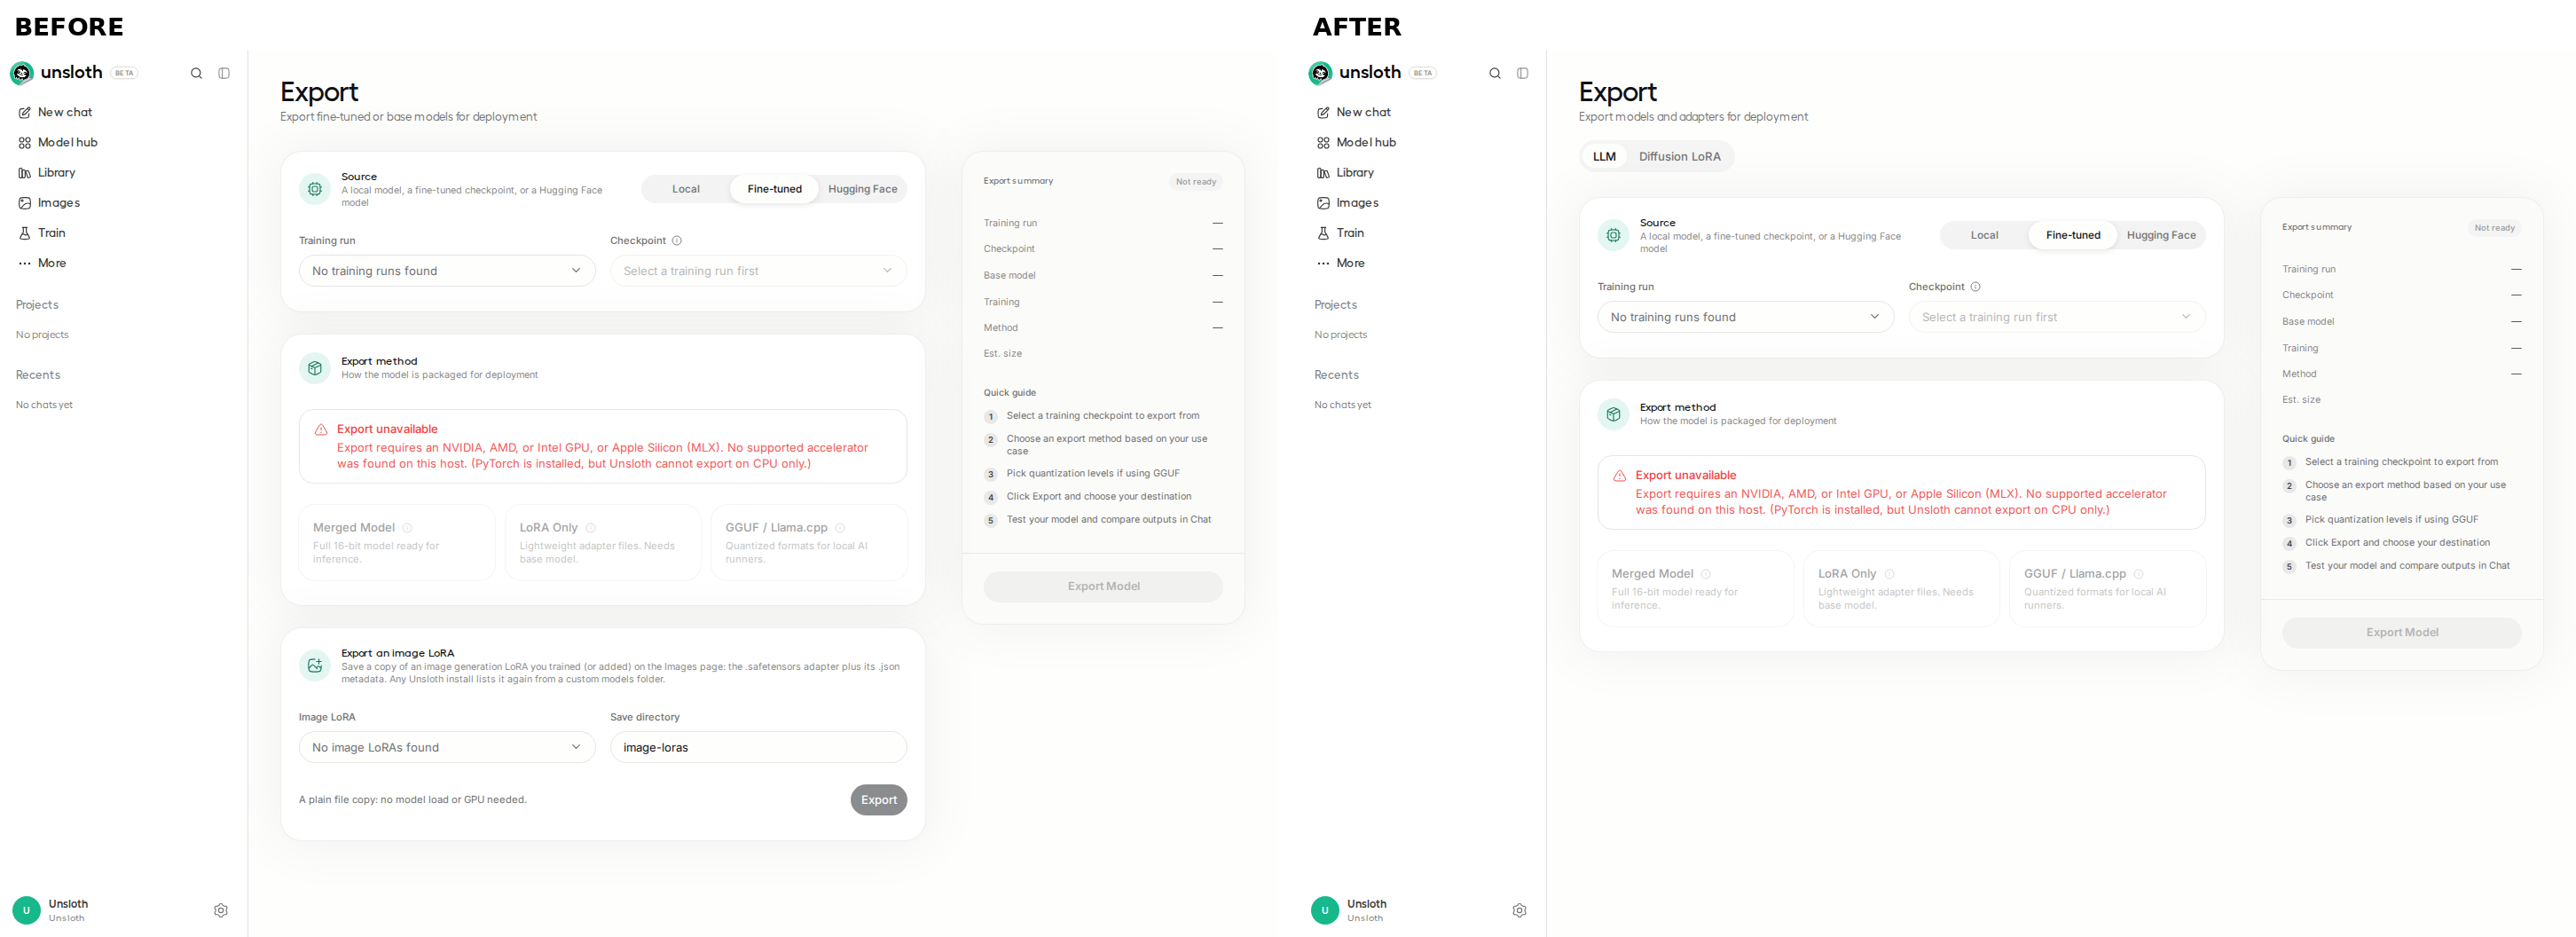 BEFORE
unsloth BETA
New chat
Model hub
Library
Images
Train
More
Projects
No projects
Recents
No chats yet
U
Unsloth
Unsloth
Export
Export fine-tuned or base models for deployment
Source
A local model, a fine-tuned checkpoint, or a Hugging Face
model
Local Fine-tuned Hugging Face
Training run
No training runs found
Checkpoint
Select a training run first
Export method
How the model is packaged for deployment
Export unavailable
Export requires an NVIDIA, AMD, or Intel GPU, or Apple Silicon (MLX). No supported accelerator
was found on this host. (PyTorch is installed, but Unsloth cannot export on CPU only.)
Merged Model
Full 16-bit model ready for
inference.
LoRA Only
Lightweight adapter files. Needs
base model.
GGUF / Llama.cpp
Quantized formats for local AI
runners.
Export an image LoRA
Save a copy of an image generation LoRA you trained (or added) on the Images page: the .safetensors adapter plus its .json
metadata. Any Unsloth install lists it again from a custom models folder.
Image LoRA
No image LoRAs found
Save directory
image-loras
A plain file copy: no model load or GPU needed.
Export
Export summary Not ready
Training run —
Checkpoint —
Base model —
Training —
Method —
Est. size
Quick guide
1 Select a training checkpoint to export from
2 Choose an export method based on your use
case
3 Pick quantization levels if using GGUF
4 Click Export and choose your destination
5 Test your model and compare outputs in Chat
Export Model
AFTER
unsloth BETA
New chat
Model hub
Library
Images
Train
More
Projects
No projects
Recents
No chats yet
U
Unsloth
Unsloth
Export
Export models and adapters for deployment
LLM Diffusion LoRA
Source
A local model, a fine-tuned checkpoint, or a Hugging Face
model
Local Fine-tuned Hugging Face
Training run
No training runs found
Checkpoint
Select a training run first
Export method
How the model is packaged for deployment
Export unavailable
Export requires an NVIDIA, AMD, or Intel GPU, or Apple Silicon (MLX). No supported accelerator
was found on this host. (PyTorch is installed, but Unsloth cannot export on CPU only.)
Merged Model
Full 16-bit model ready for
inference.
LoRA Only
Lightweight adapter files. Needs
base model.
GGUF / Llama.cpp
Quantized formats for local AI
runners.
Export summary Not ready
Training run —
Checkpoint —
Base model —
Training —
Method —
Est. size
Quick guide
1 Select a training checkpoint to export from
2 Choose an export method based on your use
case
3 Pick quantization levels if using GGUF
4 Click Export and choose your destination
5 Test your model and compare outputs in Chat
Export Model